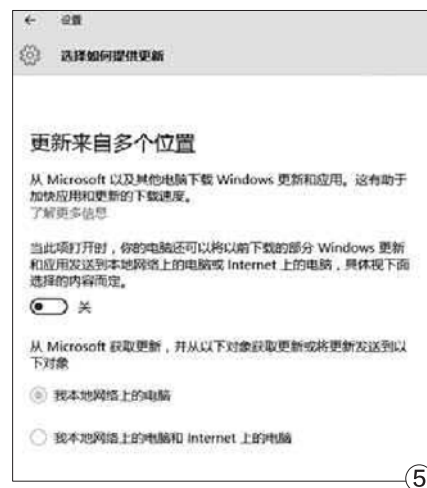 ← 设置
选择如何提供更新
更新来自多个位置
从 Microsoft 以及其他电脑下载 Windows 更新和应用。这有助于
加快应用和更新的下载速度。
了解更多信息
当此项打开时，你的电脑还可以将以前下载的部分 Windows 更新
和应用发送到本地网络上的电脑或 Internet 上的电脑，具体视下面
选择的内容而定。
关
从 Microsoft 获取更新，并从以下对象获取更新或将更新发送到以
下对象
我本地网络上的电脑
我本地网络上的电脑和 Internet 上的电脑
⑤